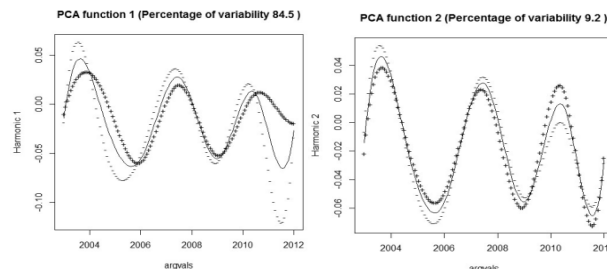 PCA function 1 (Percentage of variability 84.5 )
Harmonic 1
0.05
0.00
-0.05
-0.10
2004 2006 2008 2010 2012
argvals
PCA function 2 (Percentage of variability 9.2 )
Harmonic 2
0.04
0.02
0.00
-0.02
-0.04
-0.06
2004 2006 2008 2010 201
argvals